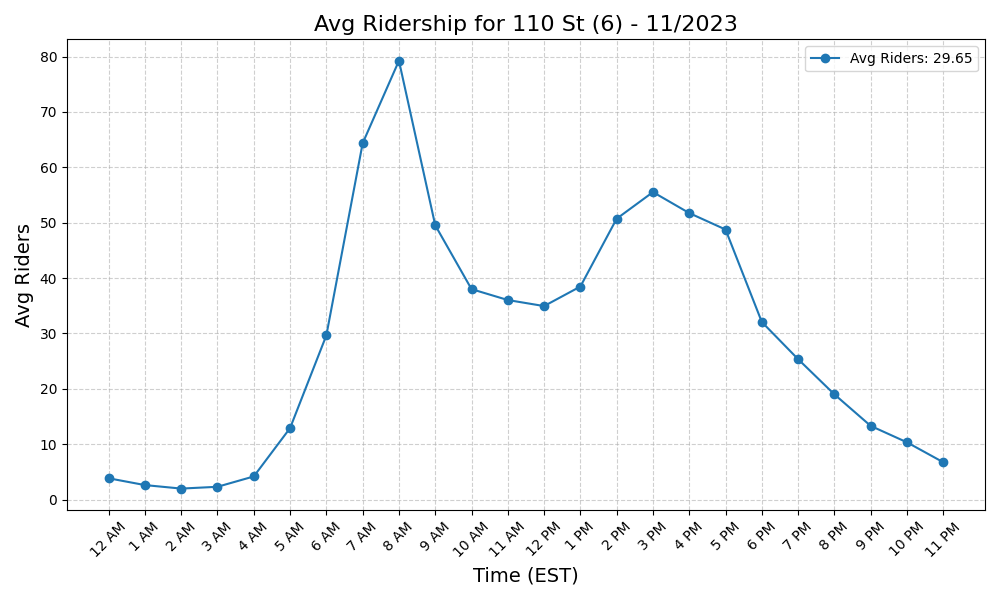 Avg Ridership for 110 St (6) - 11/2023
Avg Riders: 29.65
Avg Riders
80
70
60
50
40
30
20
10
0
12 AM
1 AM
2 AM
3 AM
4 AM
5 AM
6 AM
7 AM
8 AM
9 AM
10 AM
11 AM
12 PM
1 PM
2 PM
3 PM
4 PM
5 PM
6 PM
7 PM
8 PM
9 PM
10 PM
11 PM
Time (EST)